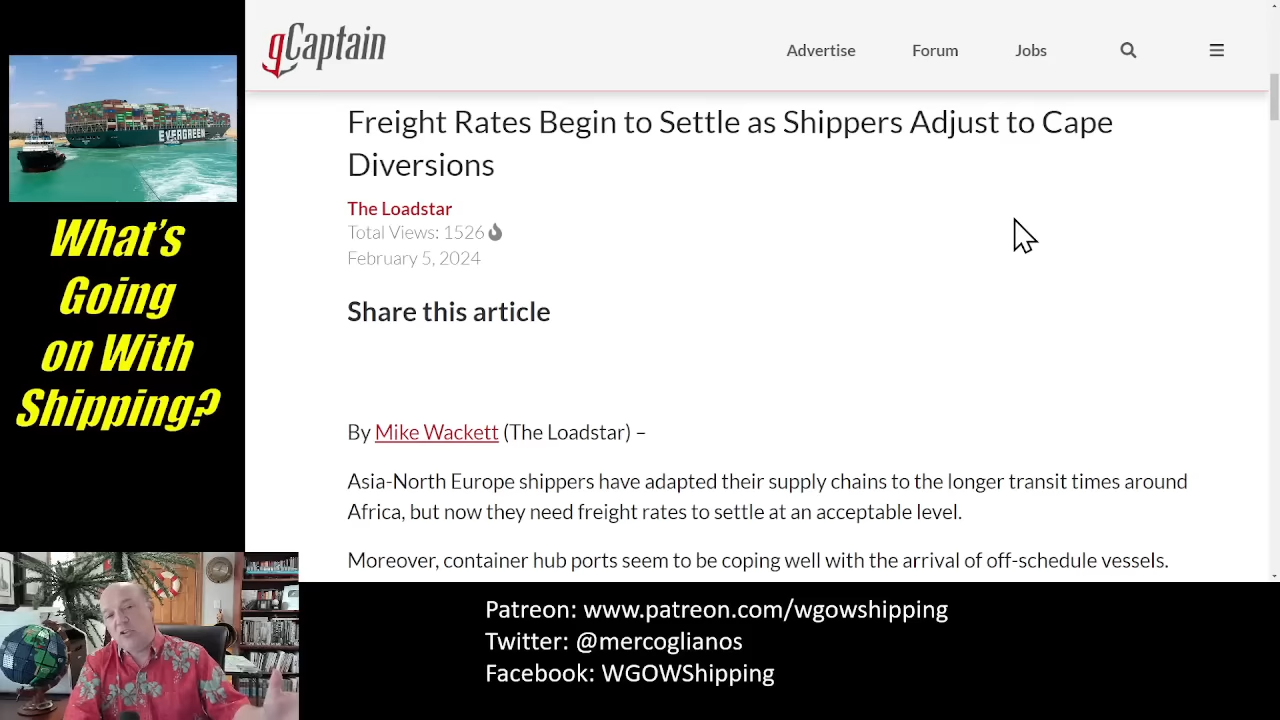 gCaptain
Advertise
Forum
Jobs
EVERGREEN
What's
Going
on With
Shipping?
Freight Rates Begin to Settle as Shippers Adjust to Cape
Diversions
The Loadstar
Total Views: 1526
February 5, 2024
Share this article
By Mike Wackett (The Loadstar) –
Asia-North Europe shippers have adapted their supply chains to the longer transit times around
Africa, but now they need freight rates to settle at an acceptable level.
Moreover, container hub ports seem to be coping well with the arrival of off-schedule vessels.
Patreon: www.patreon.com/wgowshipping
Twitter: @mercoglianos
Facebook: WGOWShipping